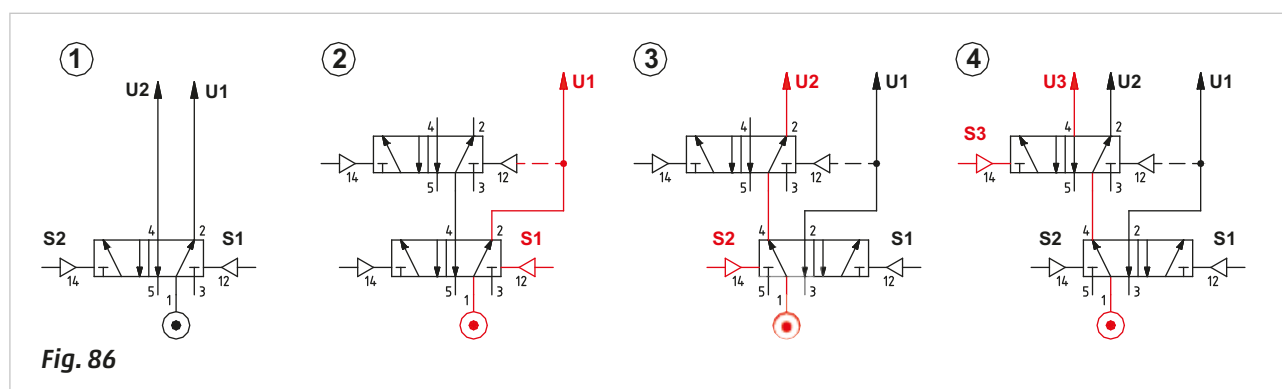 1 2 3 4
U2 U1 U1 U2 U1 U3 U2 U1
S3
4 2 4 2 4 2
14 5 3 12 14 5 3 12 14 5 3 12
S2 4 2 S1 4 2 S1 S2 4 2 S1 S2 4 2 S1
14 5 3 12 14 5 3 12 14 5 3 12 14 5 3 12
1 1 1 1
Fig. 86